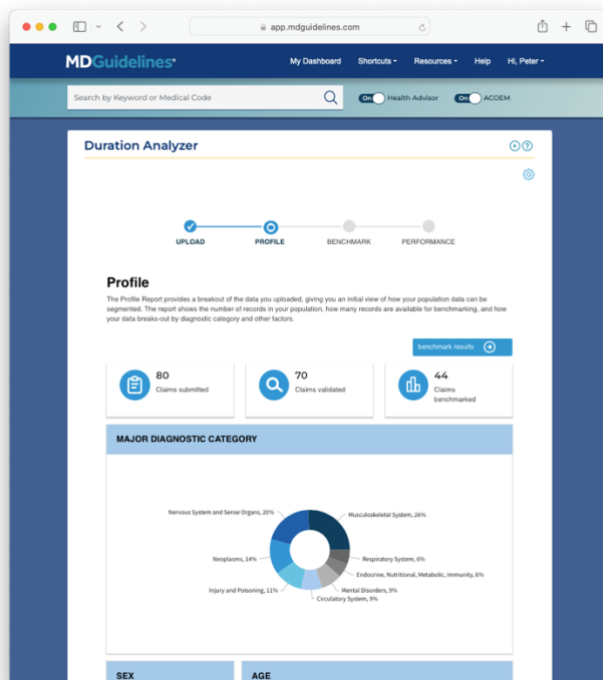 app.mdguidelines.com
MDGuidelines®
My Dashboard
Shortcuts
Resources
Help
Hi, Peter
Search by Keyword or Medical Code
On
Health Advisor
On
ACOEM
Duration Analyzer
UPLOAD
PROFILE
BENCHMARK
PERFORMANCE
Profile
The Profile Report provides a breakout of the data you uploaded, giving you an initial view of how your population data can be
segmented. The report shows the number of records in your population, how many records are available for benchmarking, and how
your data breaks-out by diagnostic category and other factors.
benchmark results
80
Claims submitted
70
Claims validated
44
Claims
benchmarked
MAJOR DIAGNOSTIC CATEGORY
Nervous System and Sense Organs, 20%
Musculoskeletal System, 26%
Neoplasms, 14%
Respiratory System, 6%
Endocrine, Nutritional, Metabolic, Immunity, 6%
Injury and Poisoning, 11%
Mental Disorders, 9%
Circulatory System, 9%
SEX
AGE